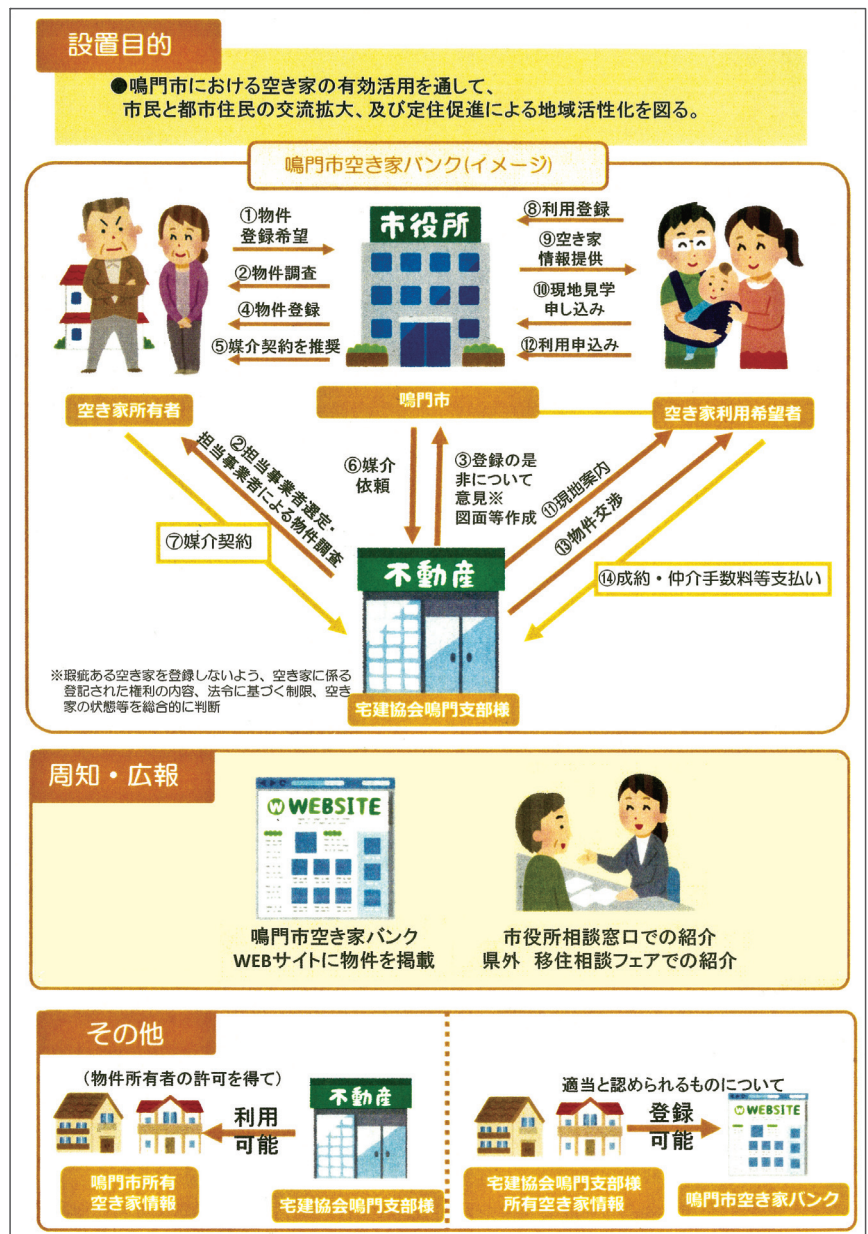 設置目的
●鳴門市における空き家の有効活用を通して、
市民と都市住民の交流拡大、及び定住促進による地域活性化を図る。
鳴門市空き家バンク(イメージ)
①物件
登録希望
②物件調査
④物件登録
⑤媒介契約を推奨
市役所
⑧利用登録
⑨空き家
情報提供
⑩現地見学
申し込み
⑫利用申込み
空き家所有者
鳴門市
空き家利用希望者
②担当事業者選定・
担当事業者による物件調査
⑦媒介契約
⑥媒介
依頼
③登録の是
非について
意見※
図面等作成
⑪現地案内
⑬物件交渉
⑭成約・仲介手数料等支払い
不動産
※瑕疵ある空き家を登録しないよう、空き家に係る
登記された権利の内容、法令に基づく制限、空き
家の状態等を総合的に判断
宅建協会鳴門支部様
周知・広報
W WEBSITE
鳴門市空き家バンク
WEBサイトに物件を掲載
市役所相談窓口での紹介
県外 移住相談フェアでの紹介
その他
(物件所有者の許可を得て)
利用
可能
不動産
鳴門市所有
空き家情報
宅建協会鳴門支部様
適当と認められるものについて
登録
可能
W WEBSITE
宅建協会鳴門支部様
所有空き家情報
鳴門市空き家バンク